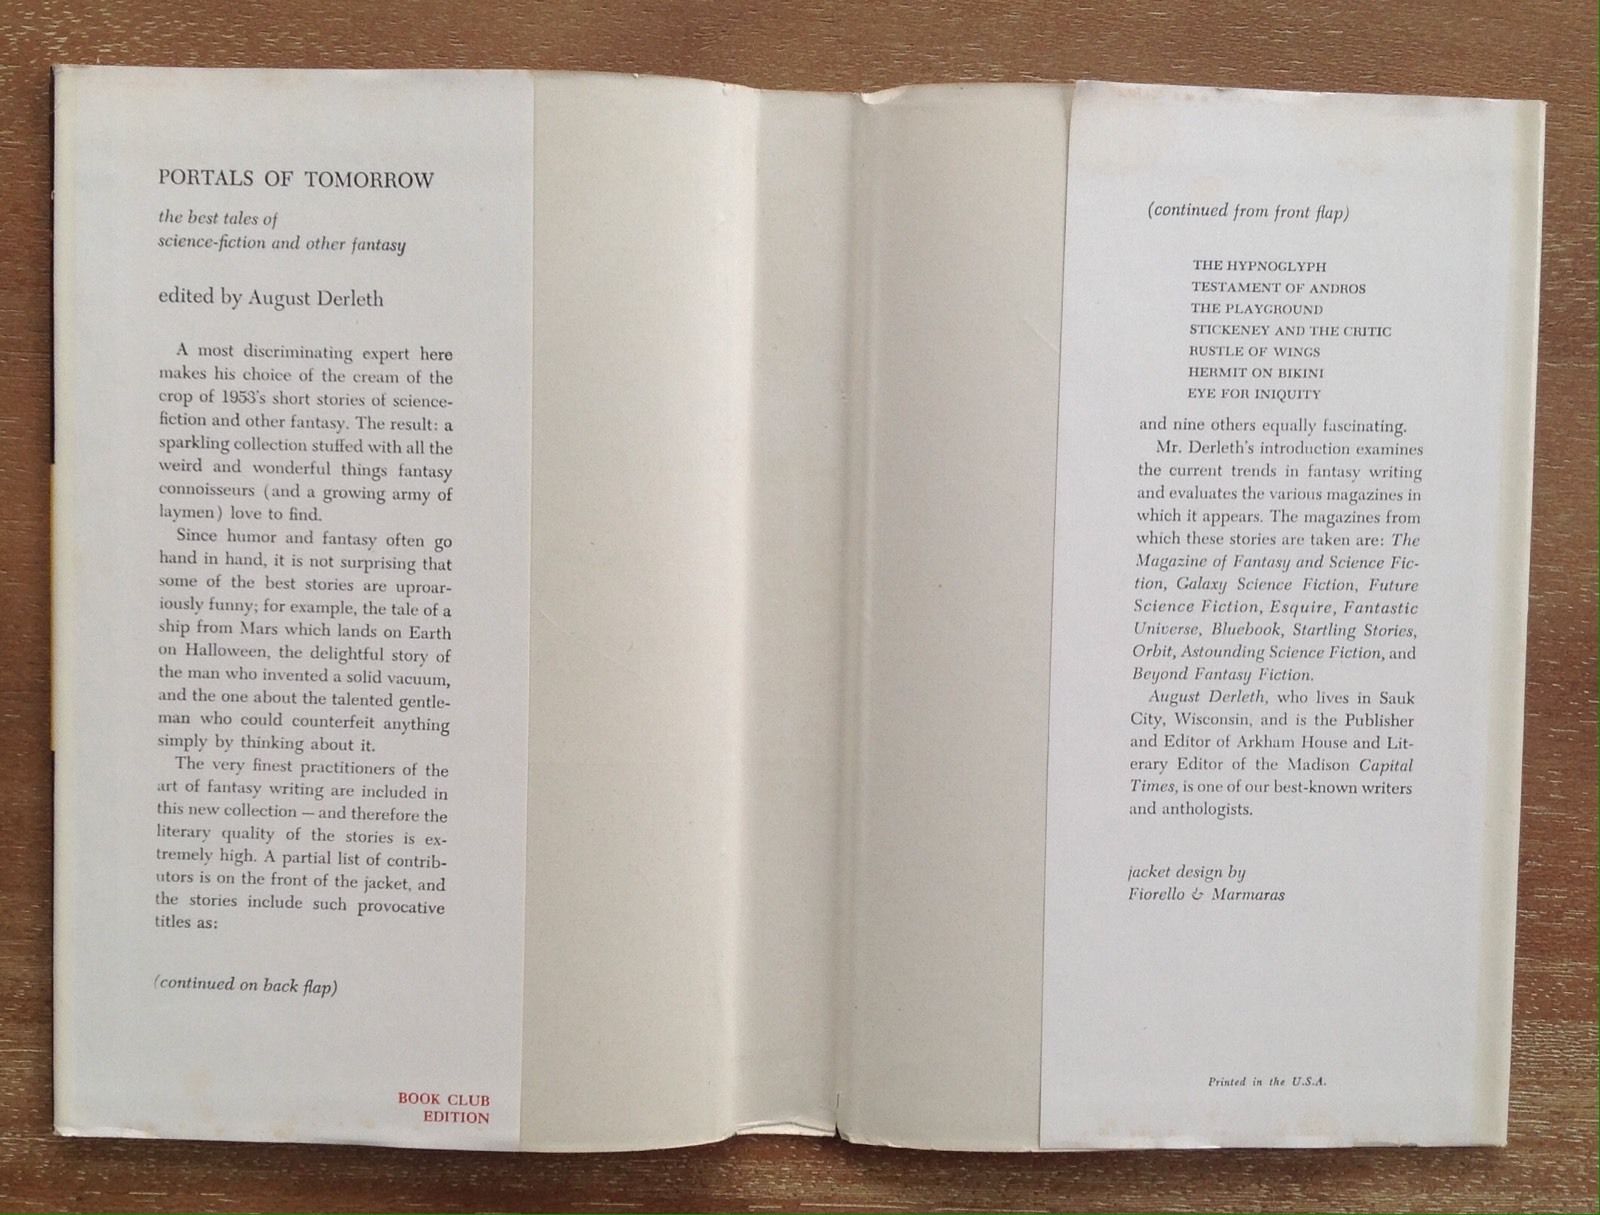 PORTALS OF TOMORROW
the best tales of
science-fiction and other fantasy
edited by August Derleth
A most discriminating expert here
makes his choice of the cream of the
crop of 1953's short stories of science-
fiction and other fantasy. The result: a
sparkling collection stuffed with all the
weird and wonderful things fantasy
connoisseurs (and a growing army of
laymen) love to find.
Since humor and fantasy often go
hand in hand, it is not surprising that
some of the best stories are uproar-
iously funny; for example, the tale of a
ship from Mars which lands on Earth
on Halloween, the delightful story of
the man who invented a solid vacuum,
and the one about the talented gentle-
man who could counterfeit anything
simply by thinking about it.
The very finest practitioners of the
art of fantasy writing are included in
this new collection — and therefore the
literary quality of the stories is ex-
tremely high. A partial list of contrib-
utors is on the front of the jacket, and
the stories include such provocative
titles as:
(continued on back flap)
BOOK CLUB
EDITION
(continued from front flap)
THE HYPNOGLYPH
TESTAMENT OF ANDROS
THE PLAYGROUND
STICKENEY AND THE CRITIC
RUSTLE OF WINGS
HERMIT ON BIKINI
EYE FOR INIQUITY
and nine others equally fascinating.
Mr. Derleth's introduction examines
the current trends in fantasy writing
and evaluates the various magazines in
which it appears. The magazines from
which these stories are taken are: The
Magazine of Fantasy and Science Fic-
tion, Galaxy Science Fiction, Future
Science Fiction, Esquire, Fantastic
Universe, Bluebook, Startling Stories,
Orbit, Astounding Science Fiction, and
Beyond Fantasy Fiction.
August Derleth, who lives in Sauk
City, Wisconsin, and is the Publisher
and Editor of Arkham House and Lit-
erary Editor of the Madison Capital
Times, is one of our best-known writers
and anthologists.
jacket design by
Fiorello & Marmaras
Printed in the U.S.A.